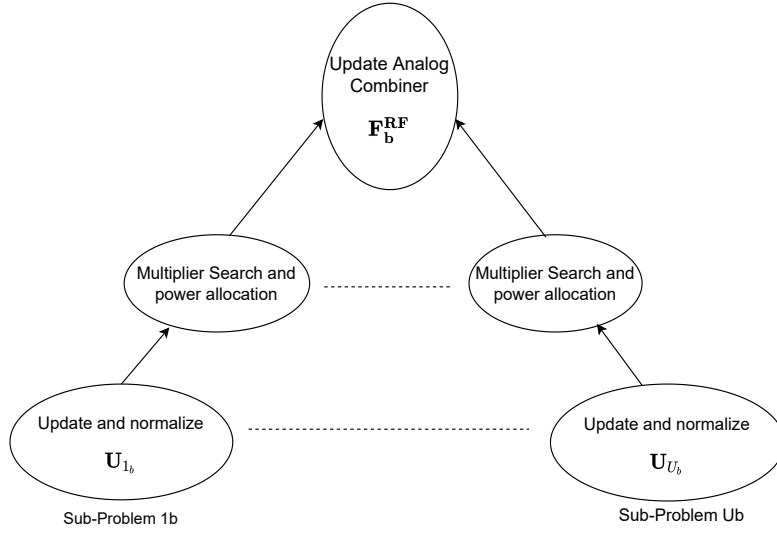 Update Analog
Combiner
F_b^RF
Multiplier Search and
power allocation
Multiplier Search and
power allocation
Update and normalize
U_{1_b}
Update and normalize
U_{U_b}
Sub-Problem 1b
Sub-Problem Ub